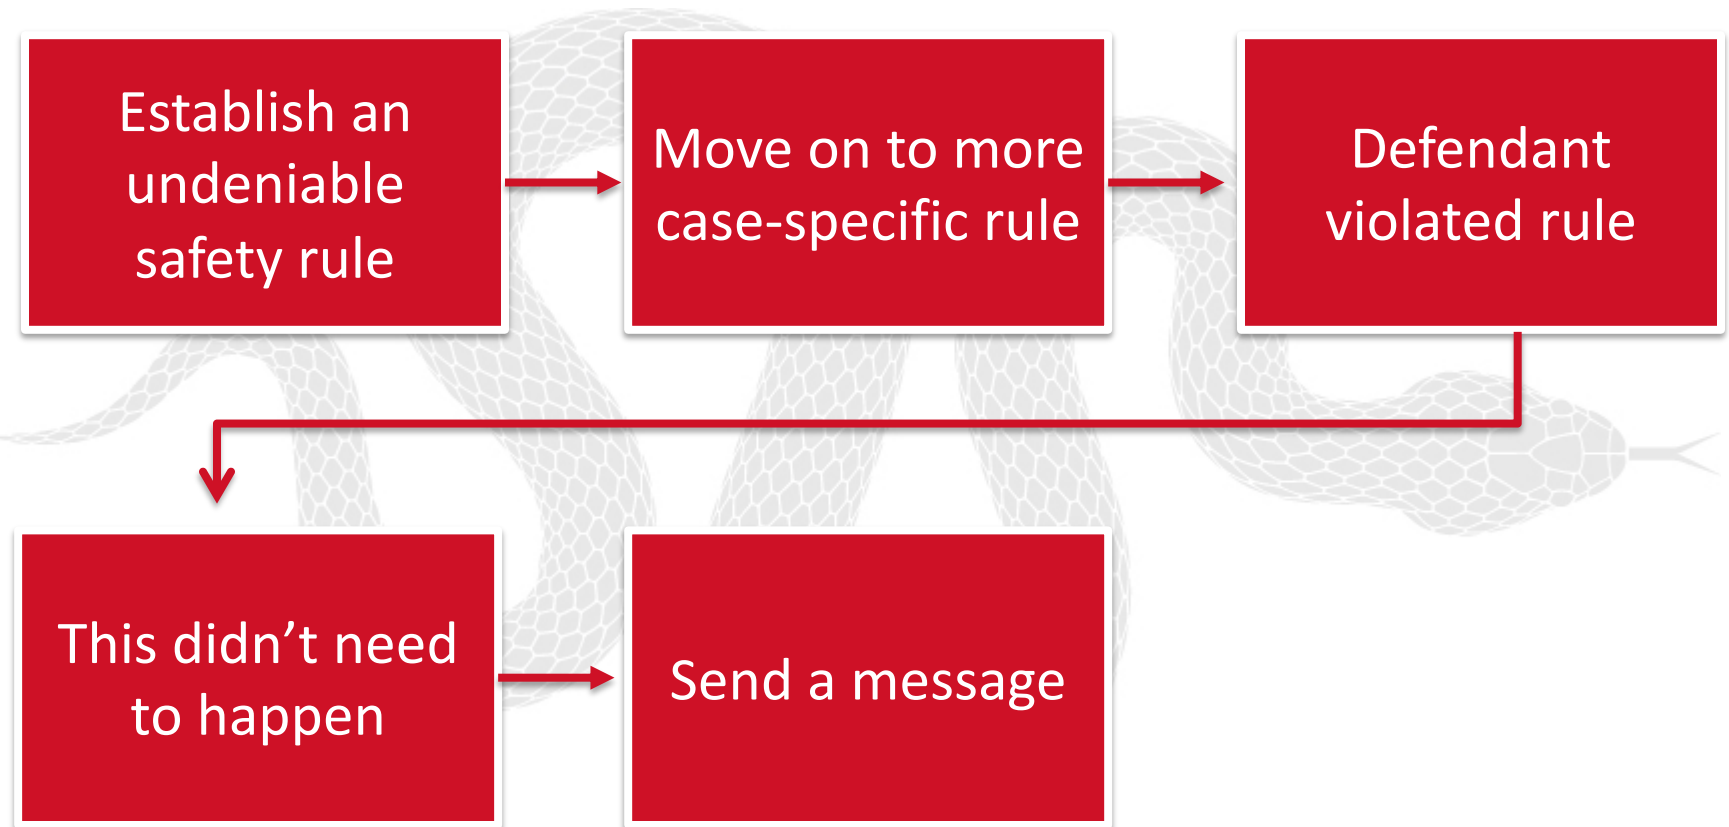 Establish an
undeniable
safety rule
Move on to more
case-specific rule
Defendant
violated rule
This didn’t need
to happen
Send a message